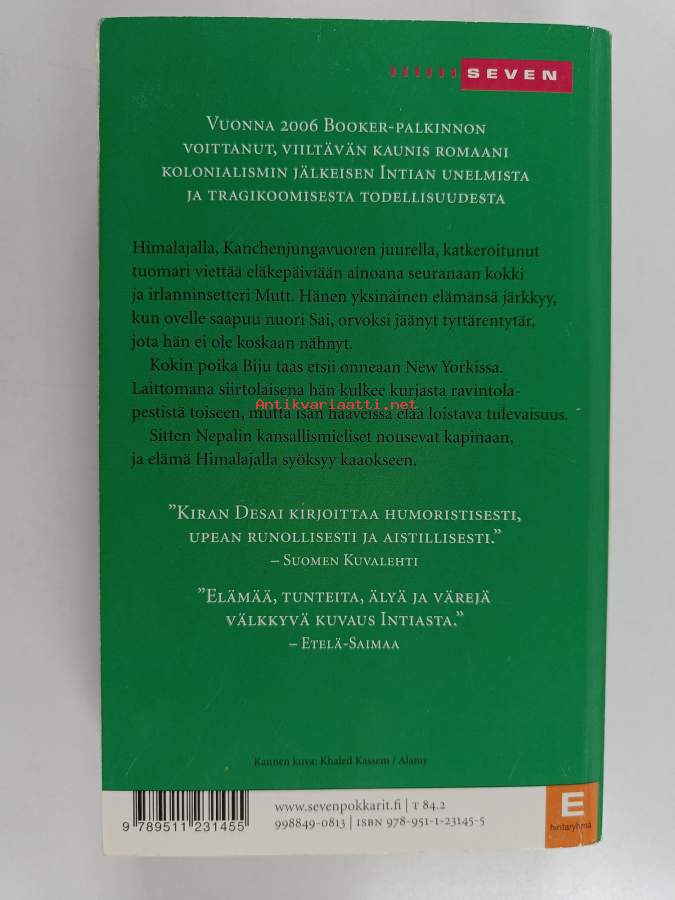 SEVEN
Vuonna 2006 Booker-palkinnon
voittanut, viiltävän kaunis romaani
kolonialismin jälkeisen Intian unelmista
ja tragikoomisesta todellisuudesta
Himalajalla, Kanchenjungavuoren juurella, katkeroitunut
tuomari viettää eläkepäiviään ainoana seuranaan kokki
ja irlanninsetteri Mutt. Hänen yksinäinen elämänsä järkkyy,
kun ovelle saapuu nuori Sai, orvoksi jäänyt tyttärentytär,
jota hän ei ole koskaan nähnyt.
Kokin poika Biju taas etsii onneaan New Yorkissa.
Laittomana siirtolaisena hän kulkee kurjasta ravintola-
pestistä toiseen, mutta isän haaveissa elää loistava tulevaisuus.
Antikvariaatti.net
Sitten Nepalin kansallismieliset nousevat kapinaan,
ja elämä Himalajalla syöksyy kaaokseen.
”Kiran Desai kirjoittaa humoristisesti,
upean runollisesti ja aistillisesti.”
– Suomen Kuvalehti
”Elämää, tunteita, älyä ja värejä
välkkyvä kuvaus Intiasta.”
– Etelä-Saimaa
Kannen kuva: Khaled Kassem / Alamy
www.sevenpokkarit.fi | T 84.2
998849-0813 | ISBN 978-951-1-23145-5
9 789511 231455
E
hintaryhmä